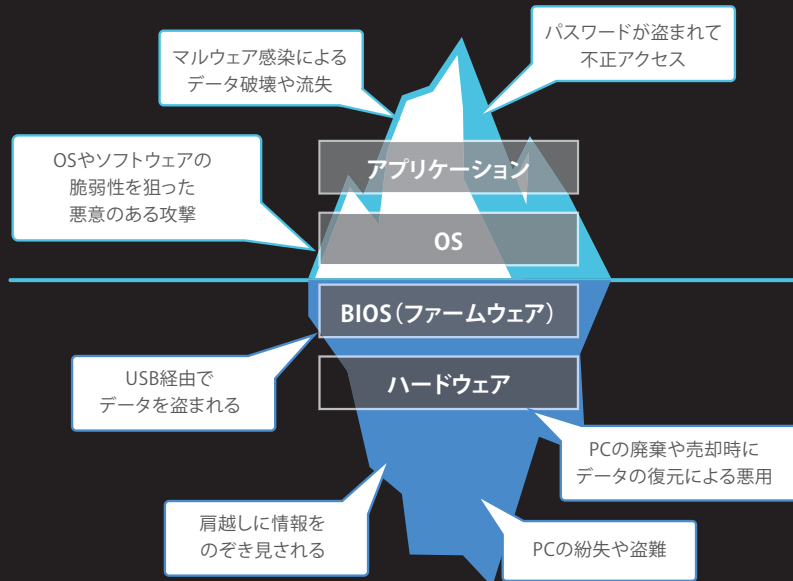 マルウェア感染による
データ破壊や流失
パスワードが盗まれて
不正アクセス
OSやソフトウェアの
脆弱性を狙った
悪意のある攻撃
アプリケーション
OS
BIOS（ファームウェア）
ハードウェア
USB経由で
データを盗まれる
PCの廃棄や売却時に
データの復元による悪用
肩越しに情報を
のぞき見される
PCの紛失や盗難